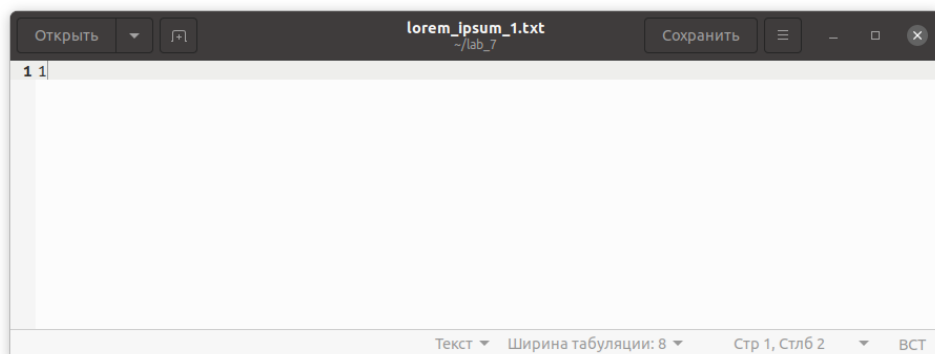 Открыть
lorem_ipsum_1.txt
~/lab_7
Сохранить
1 1
Текст Ширина табуляции: 8 Стр 1, Стлб 2 ВСТ